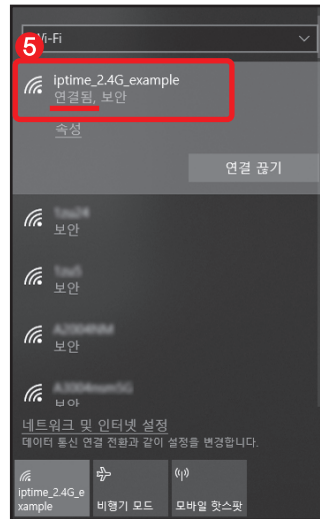 5
Wi-Fi
iptime_2.4G_example
연결됨, 보안
속성
연결 끊기
보안
보안
보안
보안
네트워크 및 인터넷 설정
데이터 통신 연결 전환과 같이 설정을 변경합니다.
iptime_2.4G_e
xample
비행기 모드
모바일 핫스팟